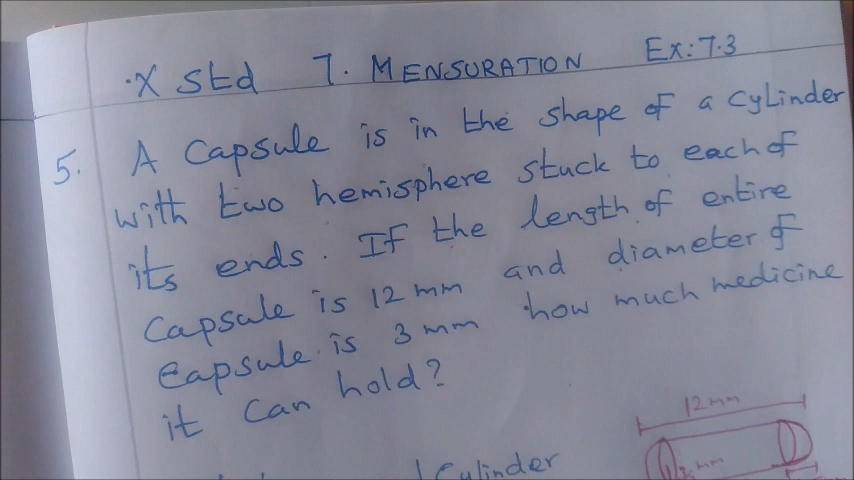 ·X Std 7. MENSURATION Ex: 7.3
5. A Capsule is in the shape of a cyLinder
with two hemisphere stuck to each of
its ends. If the length of entire
Capsule is 12 mm and diameter of
Capsule is 3 mm how much medicine
it can hold?
12 mm
Cylinder